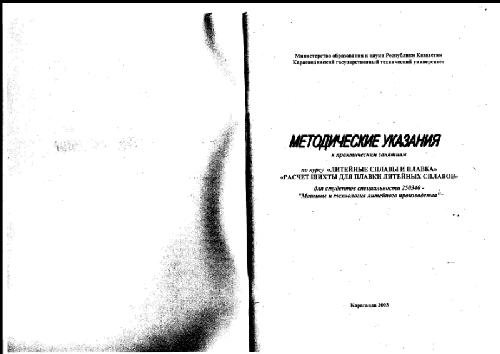 Министерство образования и науки Республики Казахстан
Карагандинский государственный технический университет
МЕТОДИЧЕСКИЕ УКАЗАНИЯ
к практическим занятиям
по курсу «ЛИТЕЙНЫЕ СПЛАВЫ И ПЛАВКА»
«РАСЧЕТ ШИХТЫ ДЛЯ ПЛАВКИ ЛИТЕЙНЫХ СПЛАВОВ»
для студентов специальности 250340 -
"Машины и технология литейного производства"
Караганда 2003